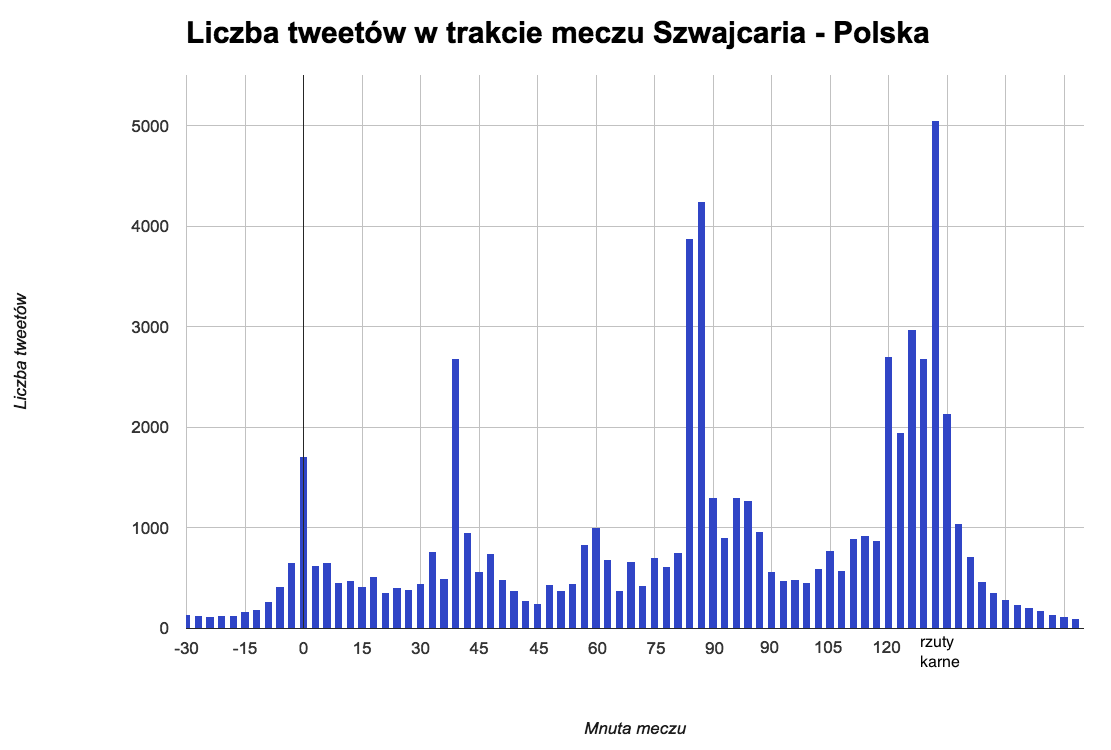 Liczba tweetów w trakcie meczu Szwajcaria - Polska
5000
4000
3000
2000
1000
0
Liczba tweetów
-30 -15 0 15 30 45 45 60 75 90 90 105 120 rzuty
karne
Mnuta meczu